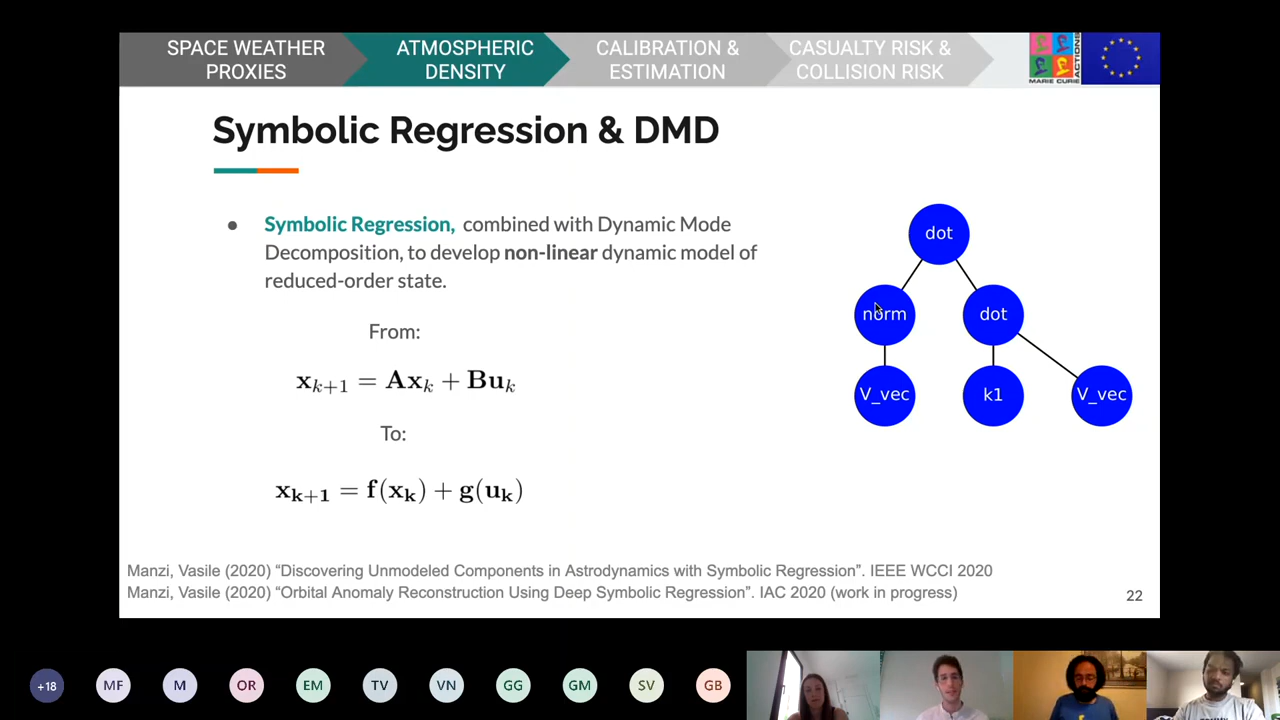 SPACE WEATHER
PROXIES
ATMOSPHERIC
DENSITY
CALIBRATION &
ESTIMATION
CASUALTY RISK &
COLLISION RISK
MARIE CURIE
ACTIONS
Symbolic Regression & DMD
Symbolic Regression, combined with Dynamic Mode
Decomposition, to develop non-linear dynamic model of
reduced-order state.
From:
x_{k+1} = Ax_k + Bu_k
To:
x_{k+1} = f(x_k) + g(u_k)
dot
norm
dot
V_vec
k1
V_vec
Manzi, Vasile (2020) “Discovering Unmodeled Components in Astrodynamics with Symbolic Regression”. IEEE WCCI 2020
Manzi, Vasile (2020) “Orbital Anomaly Reconstruction Using Deep Symbolic Regression”. IAC 2020 (work in progress)
22
+18
MF
M
OR
EM
TV
VN
GG
GM
SV
GB